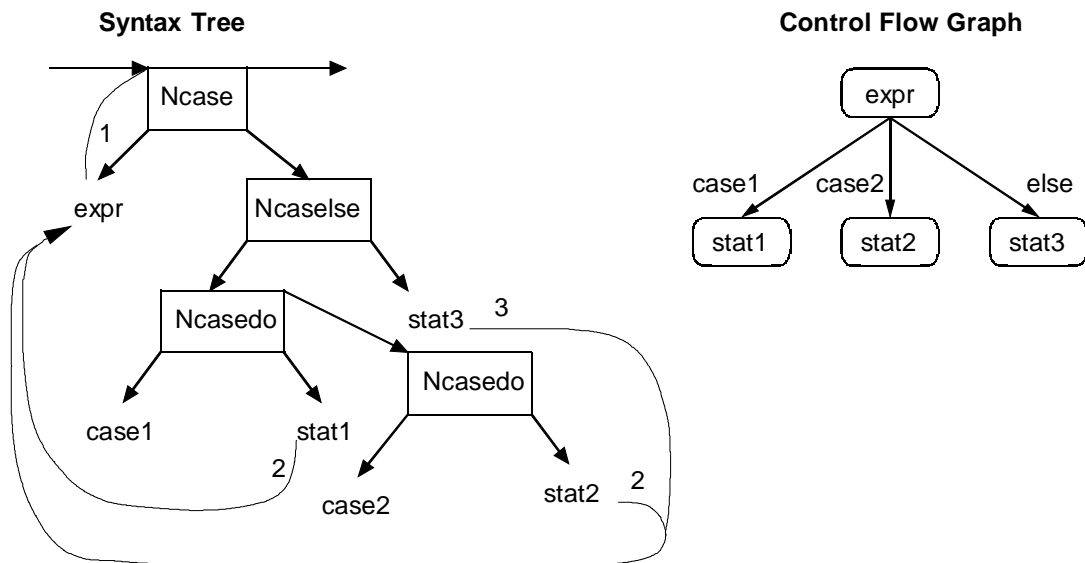 Syntax Tree
Control Flow Graph
Ncase
expr
1
case1
case2
else
expr
Ncaselse
stat1
stat2
stat3
Ncasedo
stat3
3
Ncasedo
case1
stat1
2
case2
stat2
2